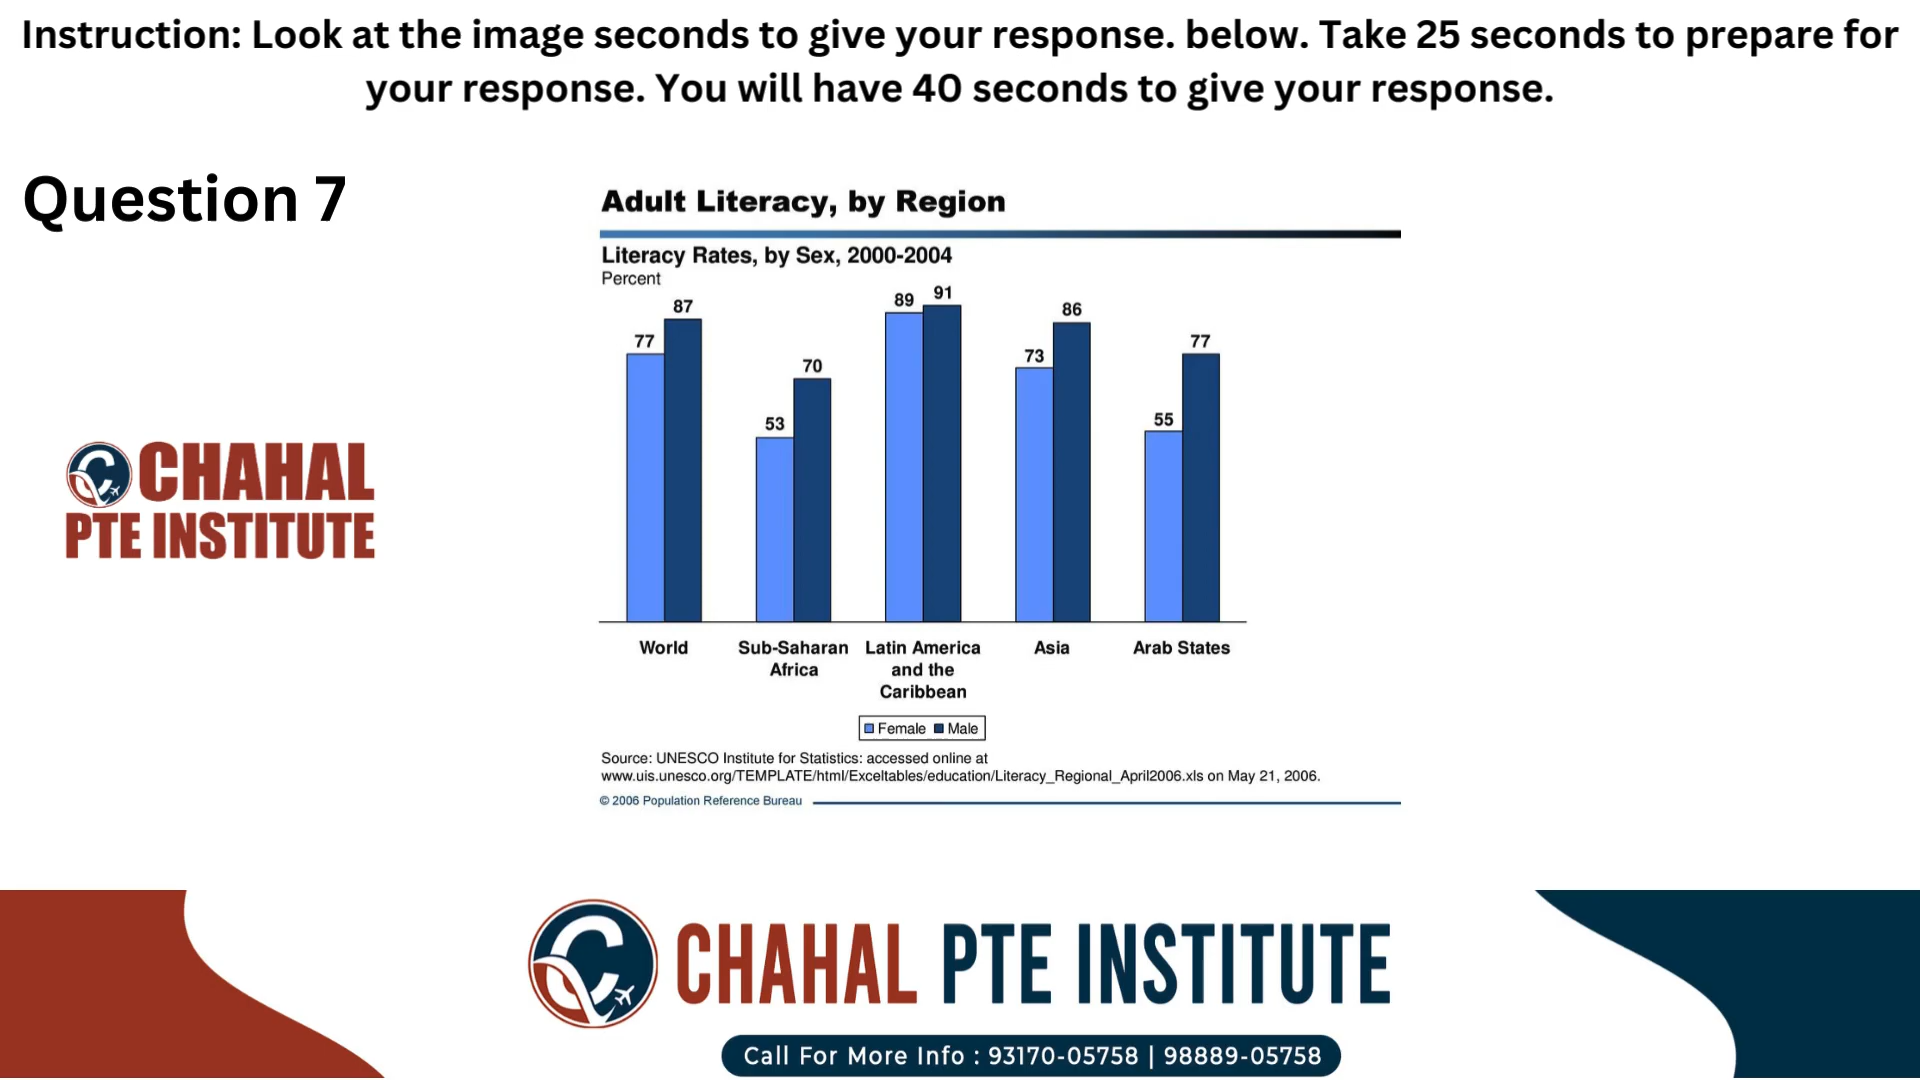 Instruction: Look at the image seconds to give your response. below. Take 25 seconds to prepare for
your response. You will have 40 seconds to give your response.
Question 7
Adult Literacy, by Region
Literacy Rates, by Sex, 2000-2004
Percent
77
87
53
70
89
91
73
86
55
77
World
Sub-Saharan
Africa
Latin America
and the
Caribbean
Asia
Arab States
Female Male
Source: UNESCO Institute for Statistics: accessed online at
www.uis.unesco.org/TEMPLATE/html/Exceltables/education/Literacy_Regional_April2006.xls on May 21, 2006.
© 2006 Population Reference Bureau
CHAHAL
PTE INSTITUTE
CHAHAL PTE INSTITUTE
Call For More Info : 93170-05758 | 98889-05758